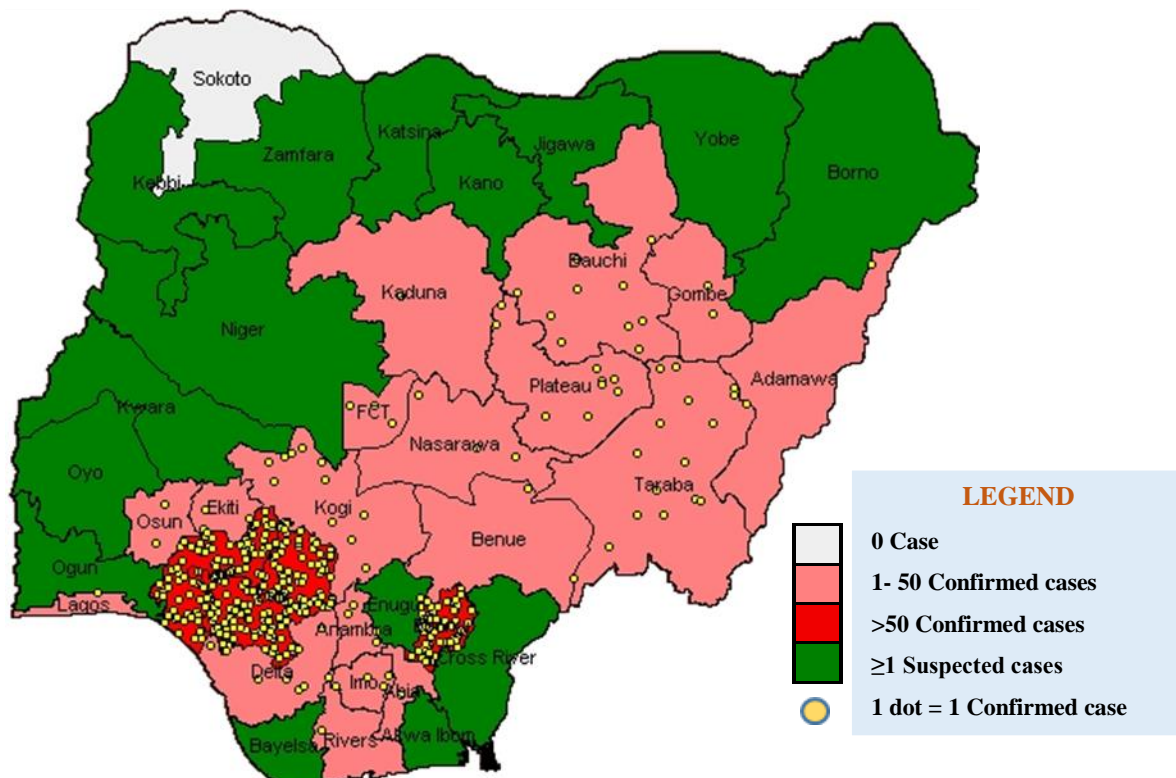 Sokoto
Katsina
Jigawa
Yobe
Zamfara
Kano
Borno
Kebbi
Bauchi
Kaduna
Gombe
Niger
Adamawa
Plateau
FCT
Kwara
Nasarawa
Oyo
Taraba
Ekiti
Kogi
Osun
Benue
Ogun
Lagos
Enugu
Anambra
Cross River
Delta
Imo
Abia
Akwa Ibom
Rivers
Bayelsa
LEGEND
0 Case
1- 50 Confirmed cases
>50 Confirmed cases
≥1 Suspected cases
1 dot = 1 Confirmed case